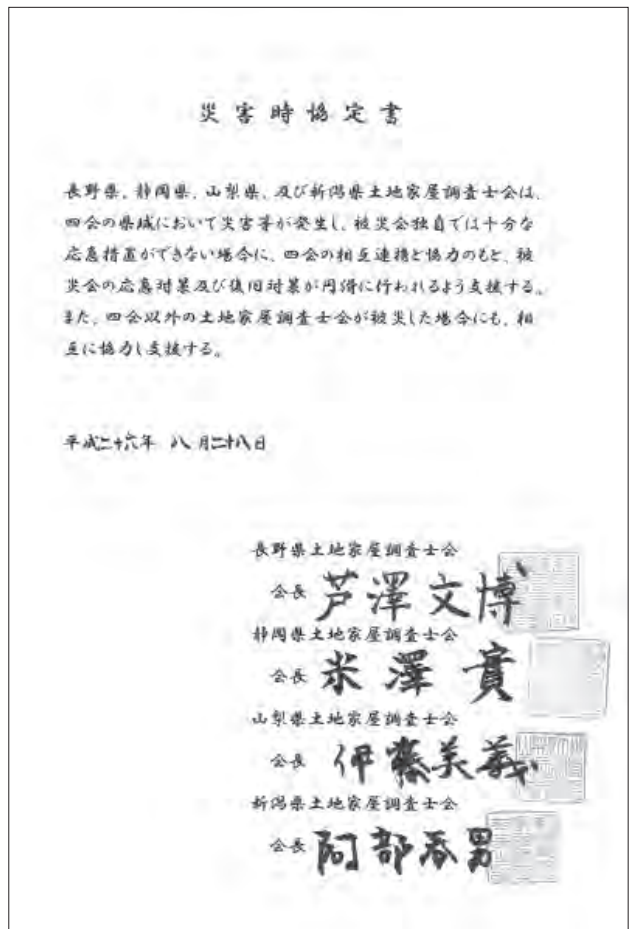 災害時協定書
長野県、静岡県、山梨県、及び新潟県土地家屋調査士会は、
四会の県域において災害等が発生し、被災会独自では十分な
応急措置ができない場合に、四会の相互連携と協力のもと、被
災会の応急対策及び復旧対策が円滑に行われるよう支援する。
また、四会以外の土地家屋調査士会が被災した場合にも、相
互に協力し支援する。
平成二十六年 八月二十八日
長野県土地家屋調査士会
会長 芦澤文博
静岡県土地家屋調査士会
会長 米澤實
山梨県土地家屋調査士会
会長 伊藤美義
新潟県土地家屋調査士会
会長 阿部春男